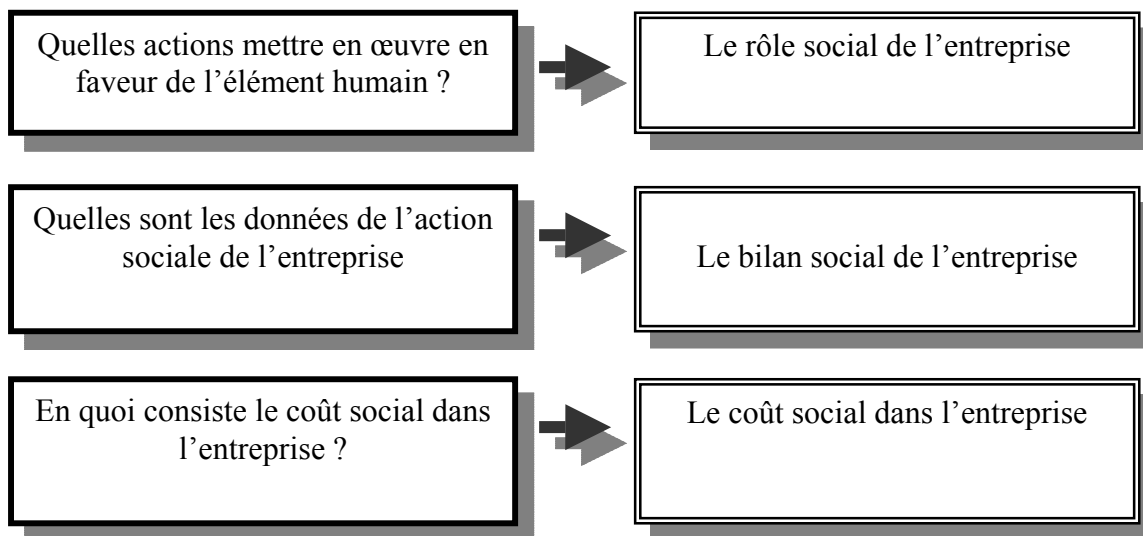 Quelles actions mettre en œuvre en
faveur de l’élément humain ?
Le rôle social de l’entreprise
Quelles sont les données de l’action
sociale de l’entreprise
Le bilan social de l’entreprise
En quoi consiste le coût social dans
l’entreprise ?
Le coût social dans l’entreprise